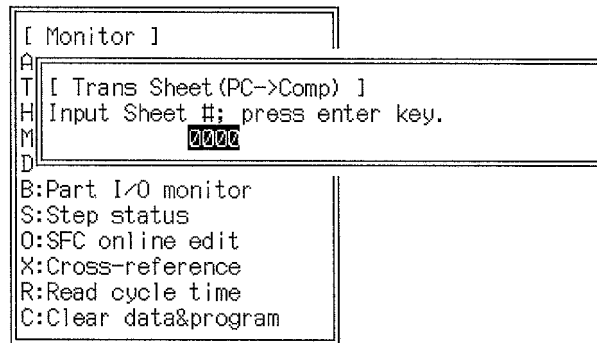 [ Monitor ]
A
T [ Trans Sheet(PC->Comp) ]
H Input Sheet #; press enter key.
M 0000
D
B:Part I/O monitor
S:Step status
O:SFC online edit
X:Cross-reference
R:Read cycle time
C:Clear data&program